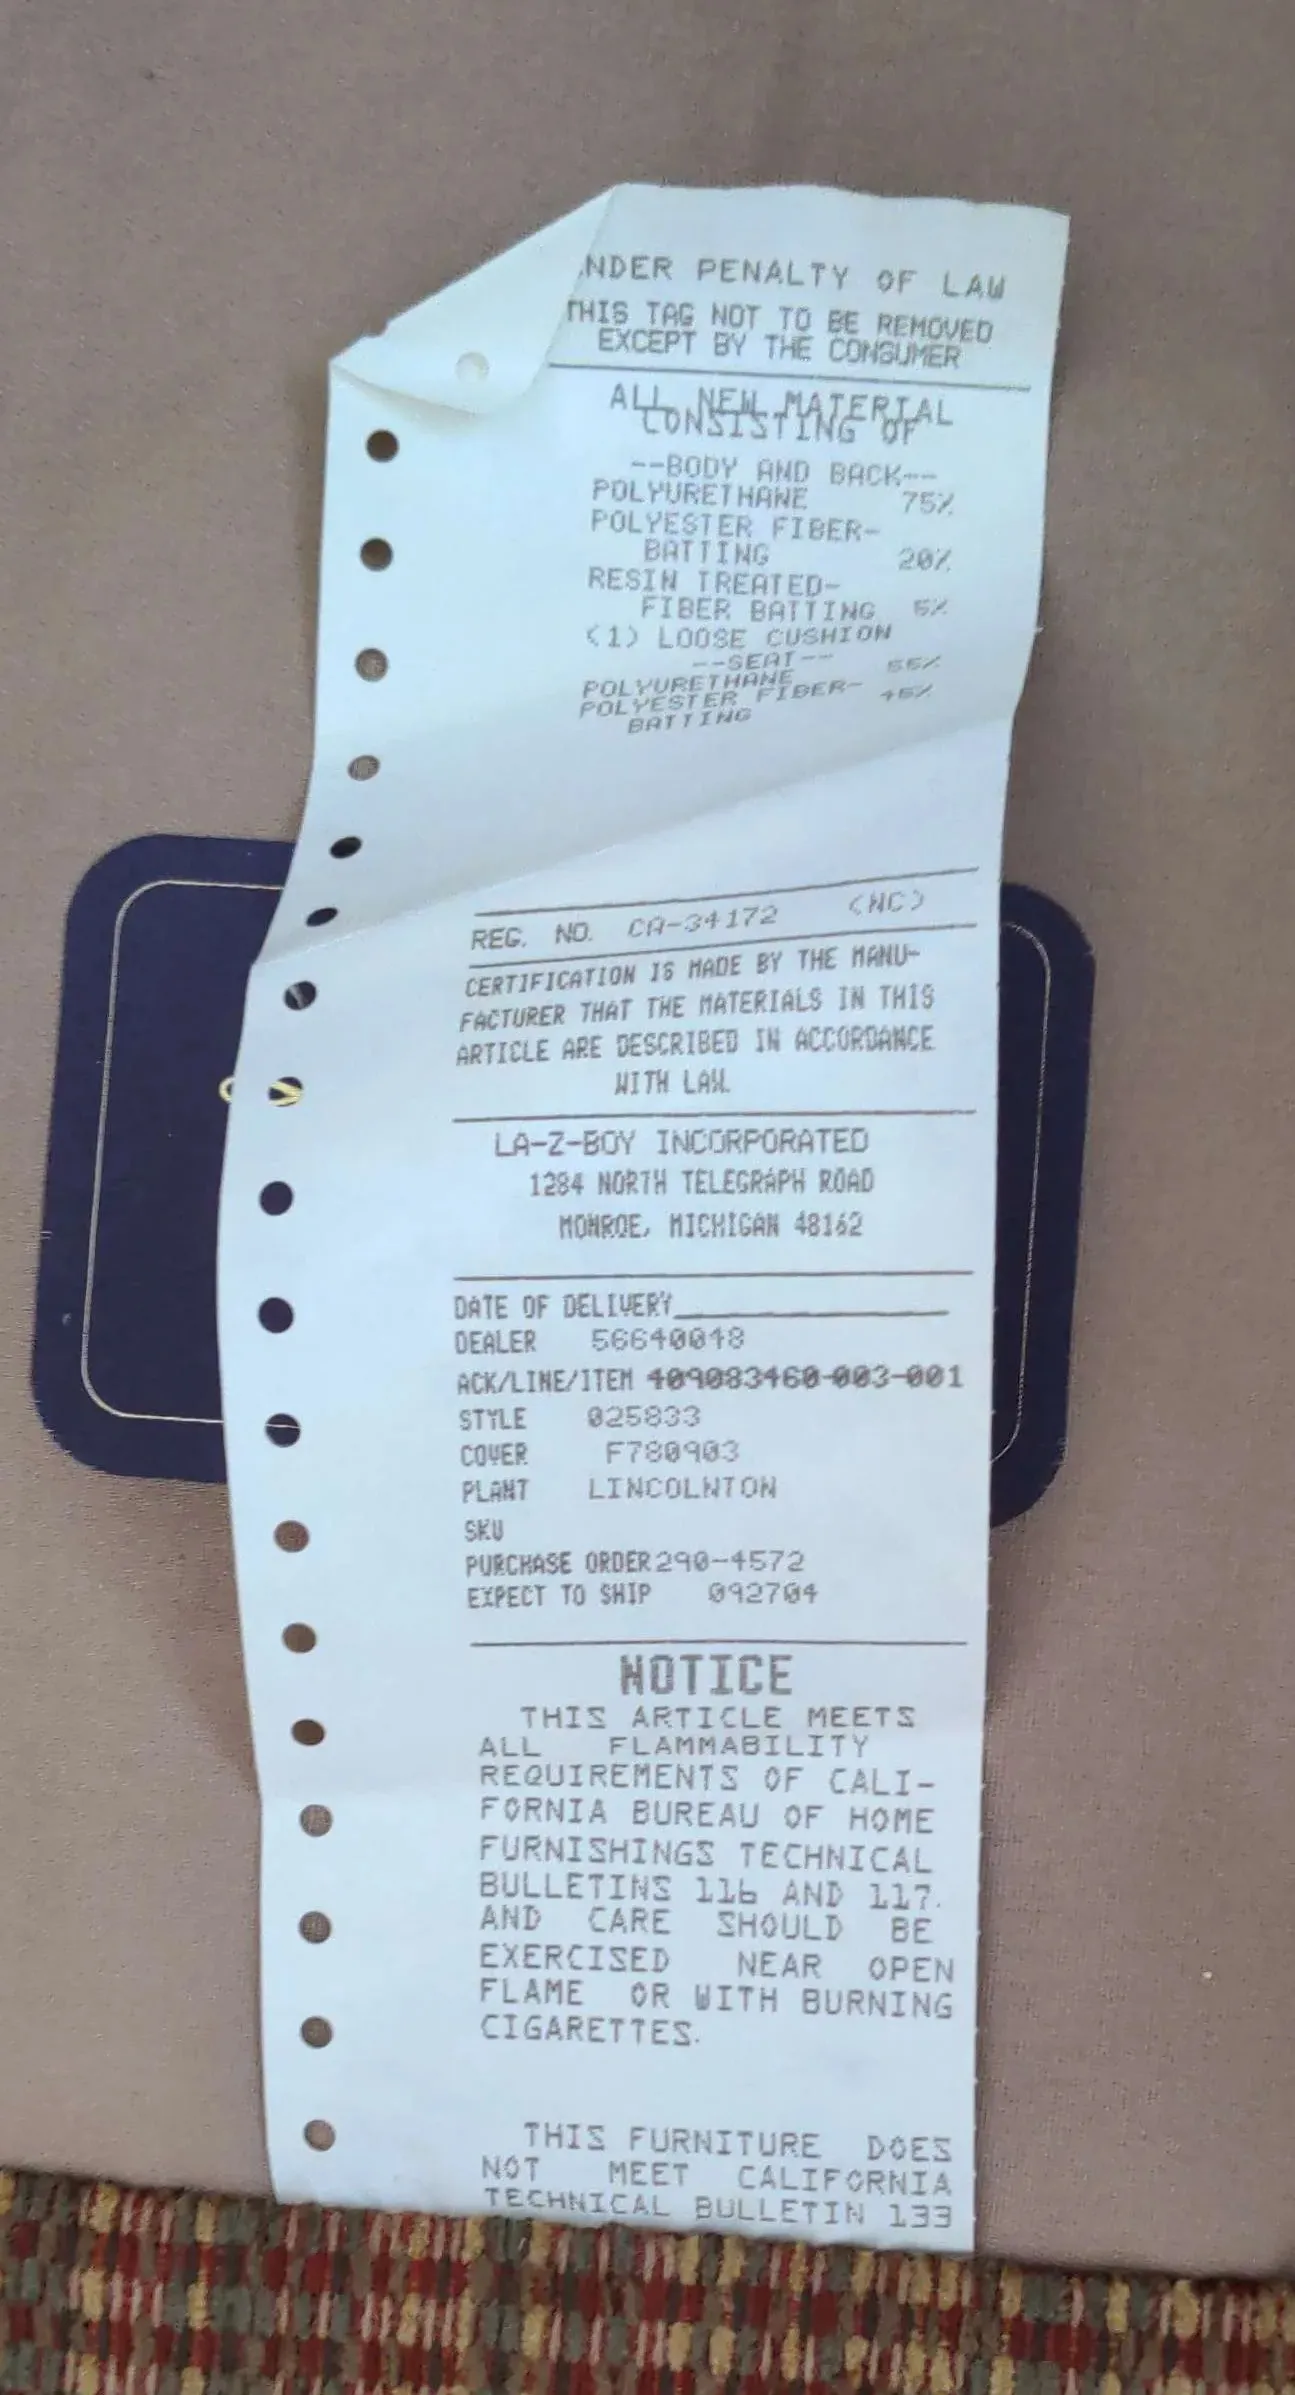 NDER PENALTY OF LAW
THIS TAG NOT TO BE REMOVED
EXCEPT BY THE CONSUMER
ALL NEW MATERIAL
CONSISTING OF
--BODY AND BACK--
POLYURETHANE 75%
POLYESTER FIBER-
BATTING 20%
RESIN TREATED-
FIBER BATTING 5%
(1) LOOSE CUSHION
--SEAT--
POLYURETHANE 55%
POLYESTER FIBER- 45%
BATTING
REG. NO. CA-34172 (NC)
CERTIFICATION IS MADE BY THE MANU-
FACTURER THAT THE MATERIALS IN THIS
ARTICLE ARE DESCRIBED IN ACCORDANCE
WITH LAW.
LA-Z-BOY INCORPORATED
1284 NORTH TELEGRAPH ROAD
MONROE, MICHIGAN 48162
DATE OF DELIVERY
DEALER 56640048
ACK/LINE/ITEM 409083460-003-001
STYLE 025833
COVER F780903
PLANT LINCOLNTON
SKU
PURCHASE ORDER 290-4572
EXPECT TO SHIP 092704
NOTICE
THIS ARTICLE MEETS
ALL FLAMMABILITY
REQUIREMENTS OF CALI-
FORNIA BUREAU OF HOME
FURNISHINGS TECHNICAL
BULLETINS 116 AND 117.
AND CARE SHOULD BE
EXERCISED NEAR OPEN
FLAME OR WITH BURNING
CIGARETTES.
THIS FURNITURE DOES
NOT MEET CALIFORNIA
TECHNICAL BULLETIN 133